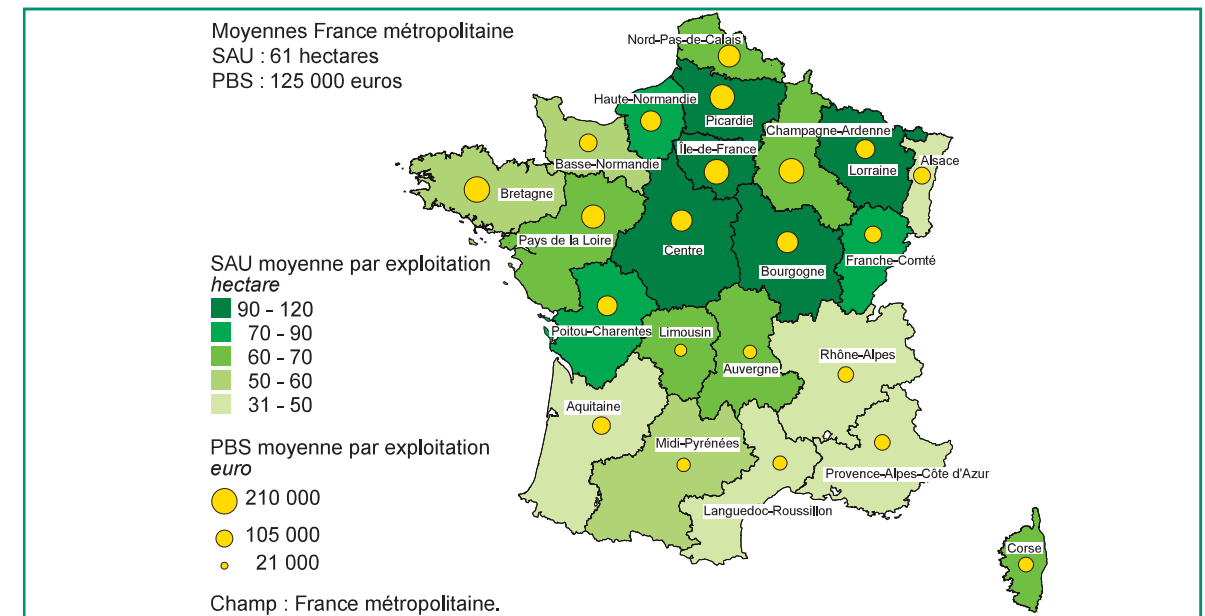 Moyennes France métropolitaine
SAU : 61 hectares
PBS : 125 000 euros
Nord-Pas-de-Calais
Haute-Normandie
Picardie
Champagne-Ardenne
Île-de-France
Basse-Normandie
Lorraine
Alsace
Bretagne
Pays de la Loire
Centre
Bourgogne
Franche-Comté
Poitou-Charentes
Limousin
Auvergne
Rhône-Alpes
Aquitaine
Midi-Pyrénées
Provence-Alpes-Côte d'Azur
Languedoc-Roussillon
Corse
SAU moyenne par exploitation
hectare
90 - 120
70 - 90
60 - 70
50 - 60
31 - 50
PBS moyenne par exploitation
euro
210 000
105 000
21 000
Champ : France métropolitaine.